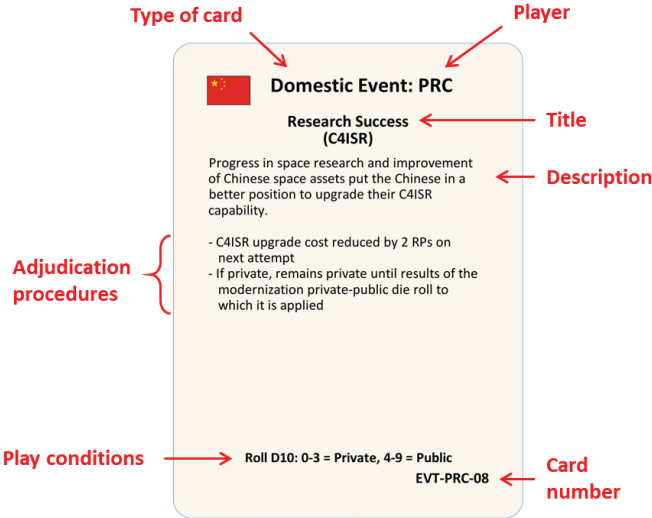 Type of card
Player
Domestic Event: PRC
Research Success
(C4ISR)
Title
Progress in space research and improvement
of Chinese space assets put the Chinese in a
better position to upgrade their C4ISR
capability.
Description
- C4ISR upgrade cost reduced by 2 RPs on
next attempt
- If private, remains private until results of the
modernization private-public die roll to
which it is applied
Adjudication
procedures
Play conditions
Roll D10: 0-3 = Private, 4-9 = Public
EVT-PRC-08
Card
number